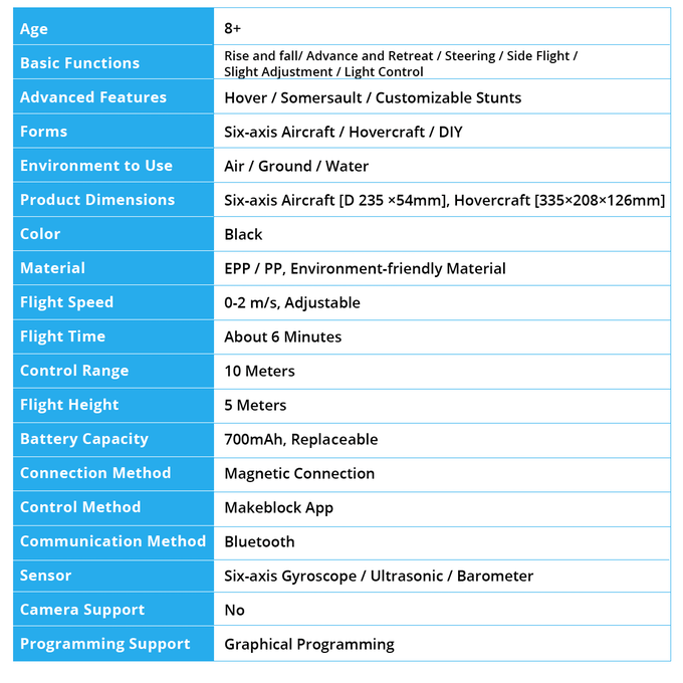 Age 8+
Basic Functions Rise and fall/ Advance and Retreat / Steering / Side Flight /
Slight Adjustment / Light Control
Advanced Features Hover / Somersault / Customizable Stunts
Forms Six-axis Aircraft / Hovercraft / DIY
Environment to Use Air / Ground / Water
Product Dimensions Six-axis Aircraft [D 235 ×54mm], Hovercraft [335×208×126mm]
Color Black
Material EPP / PP, Environment-friendly Material
Flight Speed 0-2 m/s, Adjustable
Flight Time About 6 Minutes
Control Range 10 Meters
Flight Height 5 Meters
Battery Capacity 700mAh, Replaceable
Connection Method Magnetic Connection
Control Method Makeblock App
Communication Method Bluetooth
Sensor Six-axis Gyroscope / Ultrasonic / Barometer
Camera Support No
Programming Support Graphical Programming